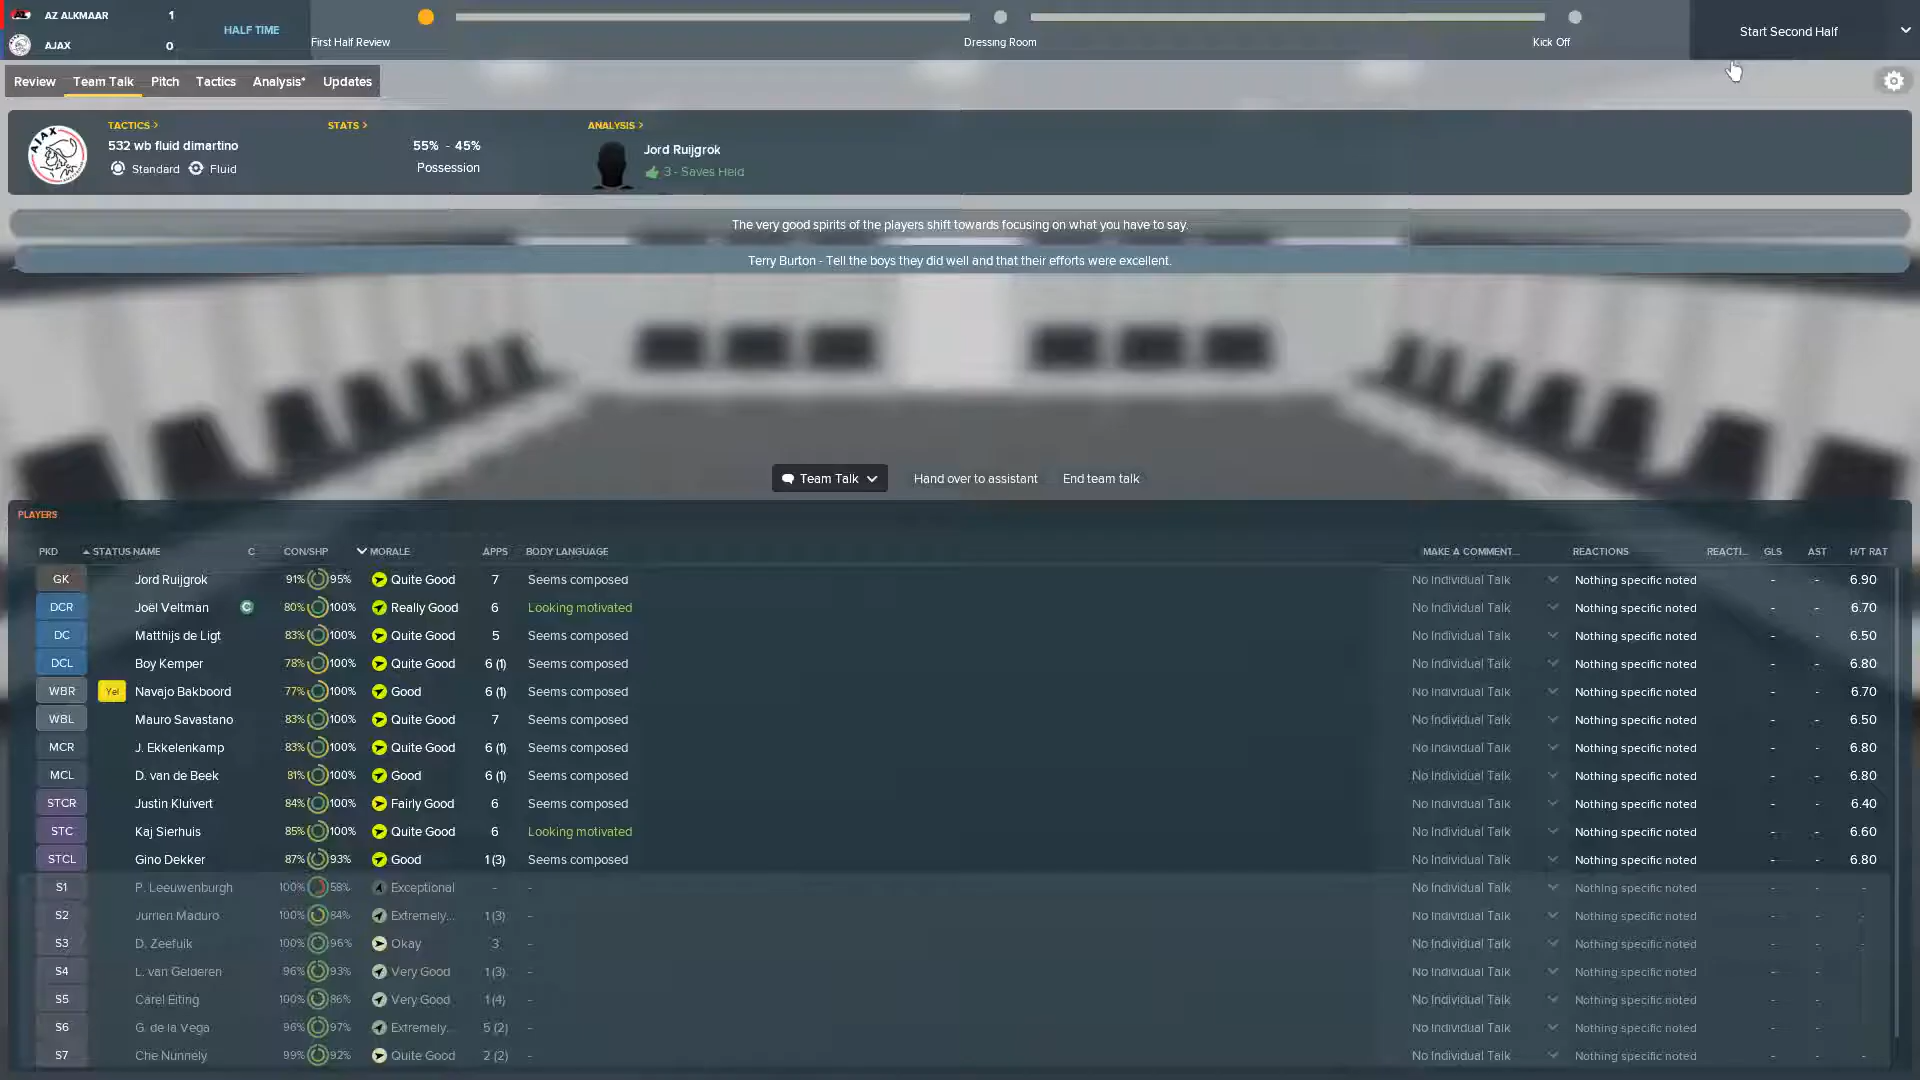 AZ ALKMAAR 1
AJAX 0
HALF TIME
First Half Review
Dressing Room
Kick Off
Start Second Half
Review Team Talk Pitch Tactics Analysis* Updates
TACTICS >
532 wb fluid dimartino
Standard Fluid
STATS >
55% - 45%
Possession
ANALYSIS >
Jord Ruijgrok
3 - Saves Held
AJAX
The very good spirits of the players shift towards focusing on what you have to say.
Terry Burton - Tell the boys they did well and that their efforts were excellent.
Team Talk Hand over to assistant End team talk
PLAYERS
PKD STATUS NAME C CON/SHP MORALE APPS BODY LANGUAGE MAKE A COMMENT... REACTIONS REACTI... GLS AST H/T RAT
GK Jord Ruijgrok 91% 95% Quite Good 7 Seems composed No Individual Talk Nothing specific noted - - 6.90
DCR Joël Veltman C 80% 100% Really Good 6 Looking motivated No Individual Talk Nothing specific noted - - 6.70
DC Matthijs de Ligt 83% 100% Quite Good 5 Seems composed No Individual Talk Nothing specific noted - - 6.50
DCL Boy Kemper 78% 100% Quite Good 6 (1) Seems composed No Individual Talk Nothing specific noted - - 6.80
WBR Yel Navajo Bakboord 77% 100% Good 6 (1) Seems composed No Individual Talk Nothing specific noted - - 6.70
WBL Mauro Savastano 83% 100% Quite Good 7 Seems composed No Individual Talk Nothing specific noted - - 6.50
MCR J. Ekkelenkamp 83% 100% Quite Good 6 (1) Seems composed No Individual Talk Nothing specific noted - - 6.80
MCL D. van de Beek 81% 100% Good 6 (1) Seems composed No Individual Talk Nothing specific noted - - 6.80
STCR Justin Kluivert 84% 100% Fairly Good 6 Seems composed No Individual Talk Nothing specific noted - - 6.40
STC Kaj Sierhuis 85% 100% Quite Good 6 Looking motivated No Individual Talk Nothing specific noted - - 6.60
STCL Gino Dekker 87% 93% Good 1 (3) Seems composed No Individual Talk Nothing specific noted - - 6.80
S1 P. Leeuwenburgh 100% 58% Exceptional - - No Individual Talk Nothing specific noted - - -
S2 Jurrien Maduro 100% 84% Extremely... 1 (3) - No Individual Talk Nothing specific noted - - -
S3 D. Zeefuik 100% 96% Okay 3 - No Individual Talk Nothing specific noted - - -
S4 L. van Gelderen 96% 93% Very Good 1 (3) - No Individual Talk Nothing specific noted - -
S5 Carel Eiting 100% 86% Very Good 1 (4) - No Individual Talk Nothing specific noted - -
S6 G. de la Vega 96% 97% Extremely... 5 (2) - No Individual Talk Nothing specific noted - - -
S7 Che Nunnely 99% 92% Quite Good 2 (2) - No Individual Talk Nothing specific noted - - -